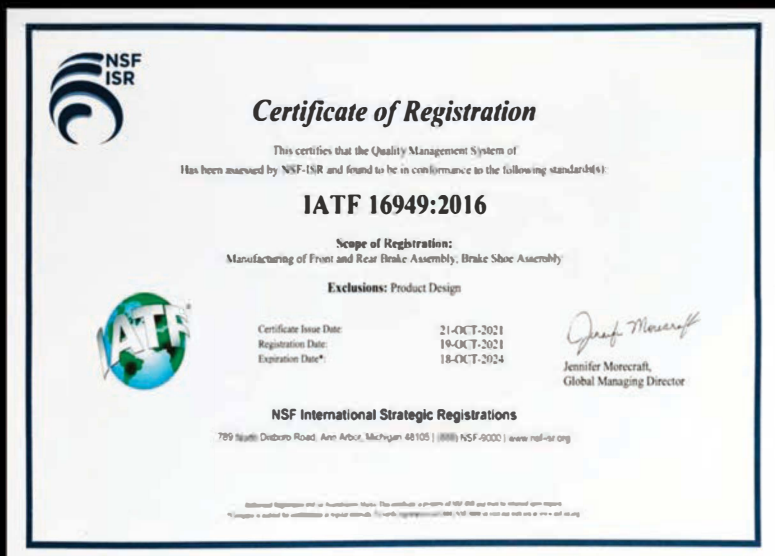 NSF
ISR
Certificate of Registration
This certifies that the Quality Management System of
Has been assessed by NSF-ISR and found to be in conformance to the following standards(s):
IATF 16949:2016
Scope of Registration:
Manufacturing of Front and Rear Brake Assembly; Brake Shoe Assembly
Exclusions: Product Design
IATF
Certificate Issue Date: 21-OCT-2021
Registration Date: 19-OCT-2021
Expiration Date*: 18-OCT-2024
Jennifer Morecraft,
Global Managing Director
NSF International Strategic Registrations
789 Dixboro Road, Ann Arbor, Michigan 48105 | NSF-9000 | www.nsf-isr.org